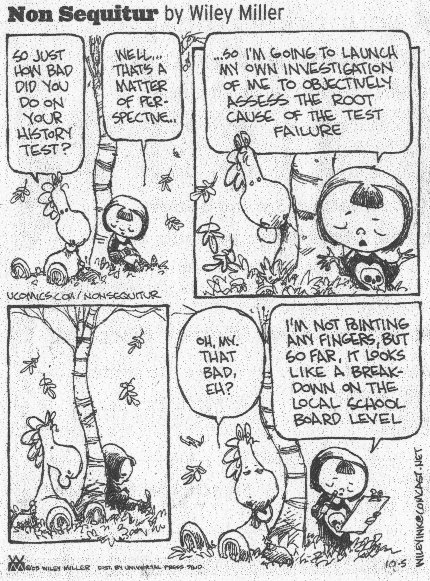 Non Sequitur by Wiley Miller
SO JUST
HOW BAD
DID YOU
DO ON
YOUR
HISTORY
TEST?
WELL...
THAT'S A
MATTER
OF PER-
SPECTIVE..
...SO I'M GOING TO LAUNCH
MY OWN INVESTIGATION
OF ME TO OBJECTIVELY
ASSESS THE ROOT
CAUSE OF THE TEST
FAILURE
UCOMICS.COM/NONSEQUITUR
OH, MY.
THAT
BAD,
EH?
I'M NOT POINTING
ANY FINGERS, BUT
SO FAR, IT LOOKS
LIKE A BREAK-
DOWN ON THE
LOCAL SCHOOL
BOARD LEVEL
WILEYINK@COMCAST.NET
©05 WILEY MILLER DIST. BY UNIVERSAL PRESS SYND.
10-5